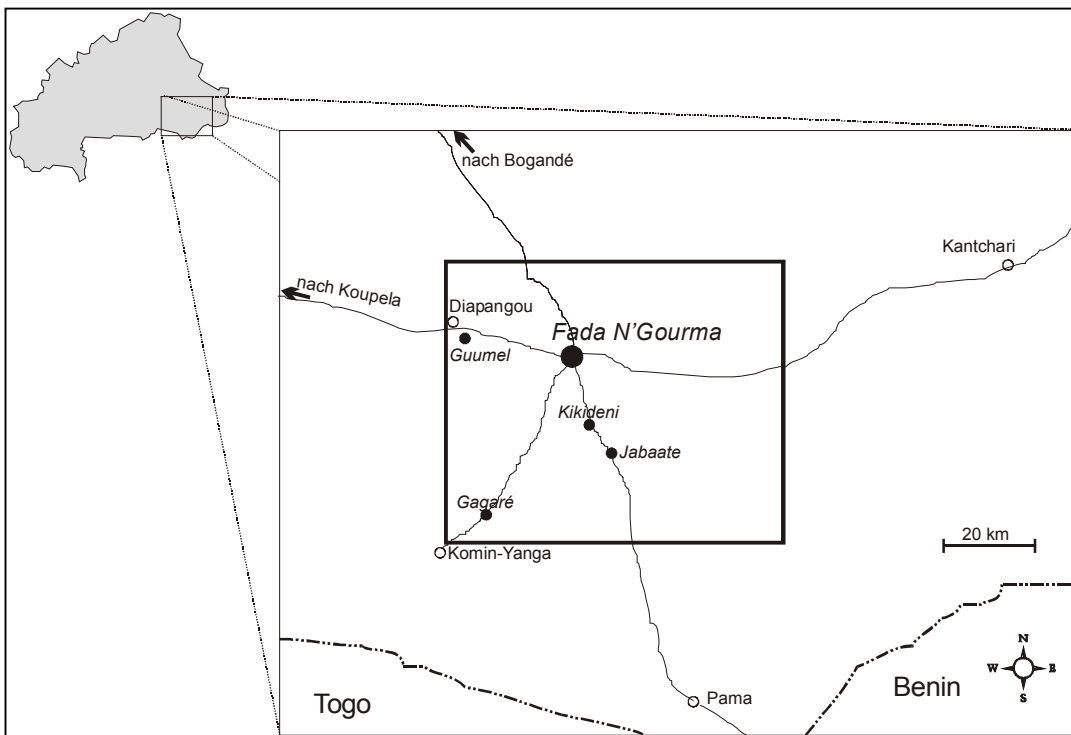 nach Bogandé
Kantchari
nach Koupela
Diapangou
Fada N'Gourma
Guumel
Kikideni
Jabaate
Gagaré
20 km
Komin-Yanga
N
W E
S
Benin
Pama
Togo